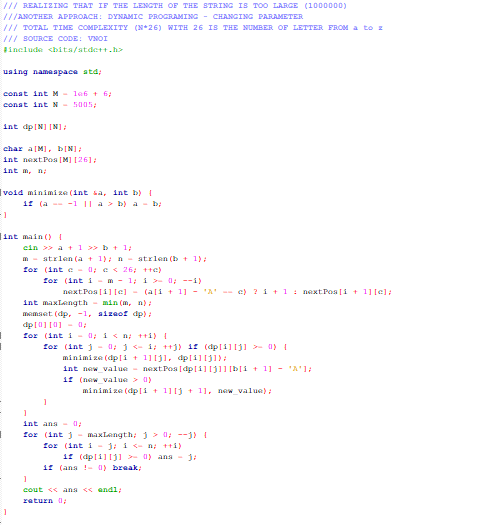 /// REALIZING THAT IF THE LENGTH OF THE STRING IS TOO LARGE (1000000)
///ANOTHER APPROACH: DYNAMIC PROGRAMING - CHANGING PARAMETER
/// TOTAL TIME COMPLEXITY (N*26) WITH 26 IS THE NUMBER OF LETTER FROM a to z
/// SOURCE CODE: VNOI
#include <bits/stdc++.h>
using namespace std;
const int M = 1e6 + 6;
const int N = 5005;
int dp[N][N];
char a[M], b[N];
int nextPos[M][26];
int m, n;
void minimize(int &a, int b) {
if (a == -1 || a > b) a = b;
}
int main() {
cin >> a + 1 >> b + 1;
m = strlen(a + 1); n = strlen(b + 1);
for (int c = 0; c < 26; ++c)
for (int i = m - 1; i >= 0; --i)
nextPos[i][c] = (a[i + 1] - 'A' == c) ? i + 1 : nextPos[i + 1][c];
int maxLength = min(m, n);
memset(dp, -1, sizeof dp);
dp[0][0] = 0;
for (int i = 0; i < n; ++i) {
for (int j = 0; j <= i; ++j) if (dp[i][j] >= 0) {
minimize(dp[i + 1][j], dp[i][j]);
int new_value = nextPos[dp[i][j]][b[i + 1] - 'A'];
if (new_value > 0)
minimize(dp[i + 1][j + 1], new_value);
}
}
int ans = 0;
for (int j = maxLength; j > 0; --j) {
for (int i = j; i <= n; ++i)
if (dp[i][j] >= 0) ans = j;
if (ans != 0) break;
}
cout << ans << endl;
return 0;
}